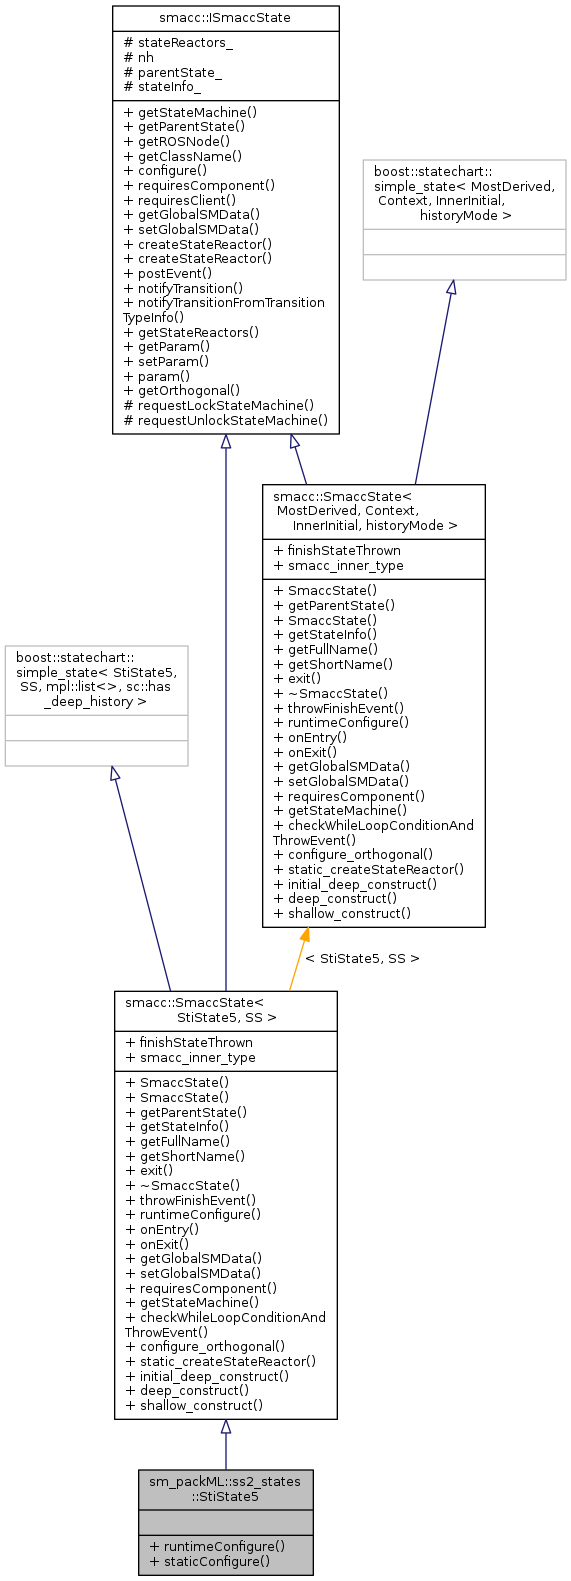 smacc::ISmaccState
# stateReactors_
# nh
# parentState_
# stateInfo_
+ getStateMachine()
+ getParentState()
+ getROSNode()
+ getClassName()
+ configure()
+ requiresComponent()
+ requiresClient()
+ getGlobalSMData()
+ setGlobalSMData()
+ createStateReactor()
+ createStateReactor()
+ postEvent()
+ notifyTransition()
+ notifyTransitionFromTransition
TypeInfo()
+ getStateReactors()
+ getParam()
+ setParam()
+ param()
+ getOrthogonal()
# requestLockStateMachine()
# requestUnlockStateMachine()
boost::statechart::
simple_state< MostDerived,
Context, InnerInitial,
historyMode >
smacc::SmaccState<
MostDerived, Context,
InnerInitial, historyMode >
+ finishStateThrown
+ smacc_inner_type
+ SmaccState()
+ getParentState()
+ SmaccState()
+ getStateInfo()
+ getFullName()
+ getShortName()
+ exit()
+ ~SmaccState()
+ throwFinishEvent()
+ runtimeConfigure()
+ onEntry()
+ onExit()
+ getGlobalSMData()
+ setGlobalSMData()
+ requiresComponent()
+ getStateMachine()
+ checkWhileLoopConditionAnd
ThrowEvent()
+ configure_orthogonal()
+ static_createStateReactor()
+ initial_deep_construct()
+ deep_construct()
+ shallow_construct()
boost::statechart::
simple_state< StiState5,
SS, mpl::list<>, sc::has
_deep_history >
< StiState5, SS >
smacc::SmaccState<
StiState5, SS >
+ finishStateThrown
+ smacc_inner_type
+ SmaccState()
+ SmaccState()
+ getParentState()
+ getStateInfo()
+ getFullName()
+ getShortName()
+ exit()
+ ~SmaccState()
+ throwFinishEvent()
+ runtimeConfigure()
+ onEntry()
+ onExit()
+ getGlobalSMData()
+ setGlobalSMData()
+ requiresComponent()
+ getStateMachine()
+ checkWhileLoopConditionAnd
ThrowEvent()
+ configure_orthogonal()
+ static_createStateReactor()
+ initial_deep_construct()
+ deep_construct()
+ shallow_construct()
sm_packML::ss2_states
::StiState5
+ runtimeConfigure()
+ staticConfigure()